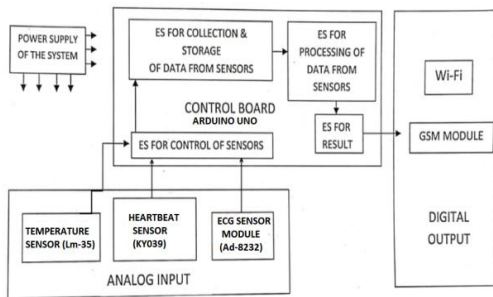 POWER SUPPLY
OF THE SYSTEM
ES FOR COLLECTION &
STORAGE
OF DATA FROM SENSORS
ES FOR
PROCESSING OF
DATA FROM
SENSORS
CONTROL BOARD
ARDUINO UNO
ES FOR CONTROL OF SENSORS
ES FOR
RESULT
Wi-Fi
GSM MODULE
DIGITAL
OUTPUT
TEMPERATURE
SENSOR (Lm-35)
HEARTBEAT
SENSOR
(KY039)
ECG SENSOR
MODULE
(Ad-8232)
ANALOG INPUT